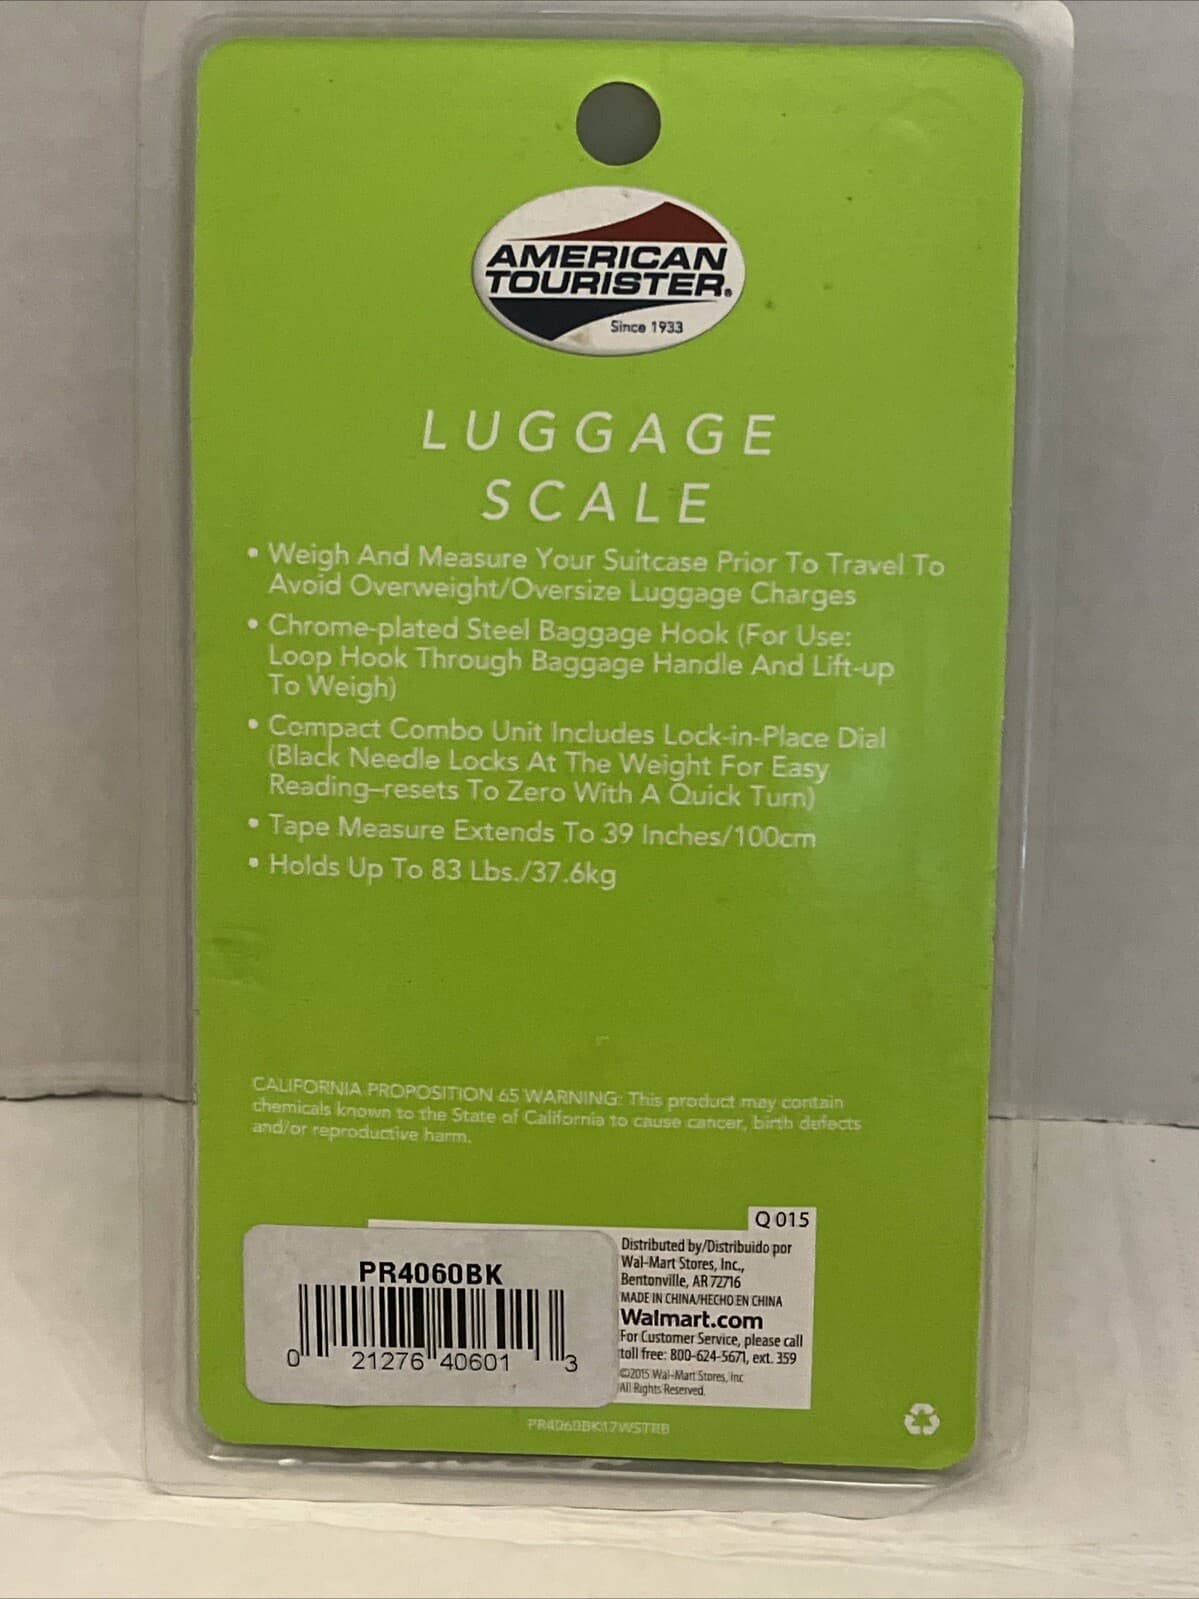 AMERICAN
TOURISTER®
Since 1933
LUGGAGE
SCALE
• Weigh And Measure Your Suitcase Prior To Travel To
Avoid Overweight/Oversize Luggage Charges
• Chrome-plated Steel Baggage Hook (For Use:
Loop Hook Through Baggage Handle And Lift-up
To Weigh)
• Compact Combo Unit Includes Lock-in-Place Dial
(Black Needle Locks At The Weight For Easy
Reading–resets To Zero With A Quick Turn)
• Tape Measure Extends To 39 Inches/100cm
• Holds Up To 83 Lbs./37.6kg
CALIFORNIA PROPOSITION 65 WARNING: This product may contain
chemicals known to the State of California to cause cancer, birth defects
and/or reproductive harm.
PR4060BK
0 21276 40601 3
Q 015
Distributed by/Distribuido por
Wal-Mart Stores, Inc.,
Bentonville, AR 72716
MADE IN CHINA/HECHO EN CHINA
Walmart.com
For Customer Service, please call
toll free: 800-624-5671, ext. 359
©2015 Wal-Mart Stores, Inc
All Rights Reserved.